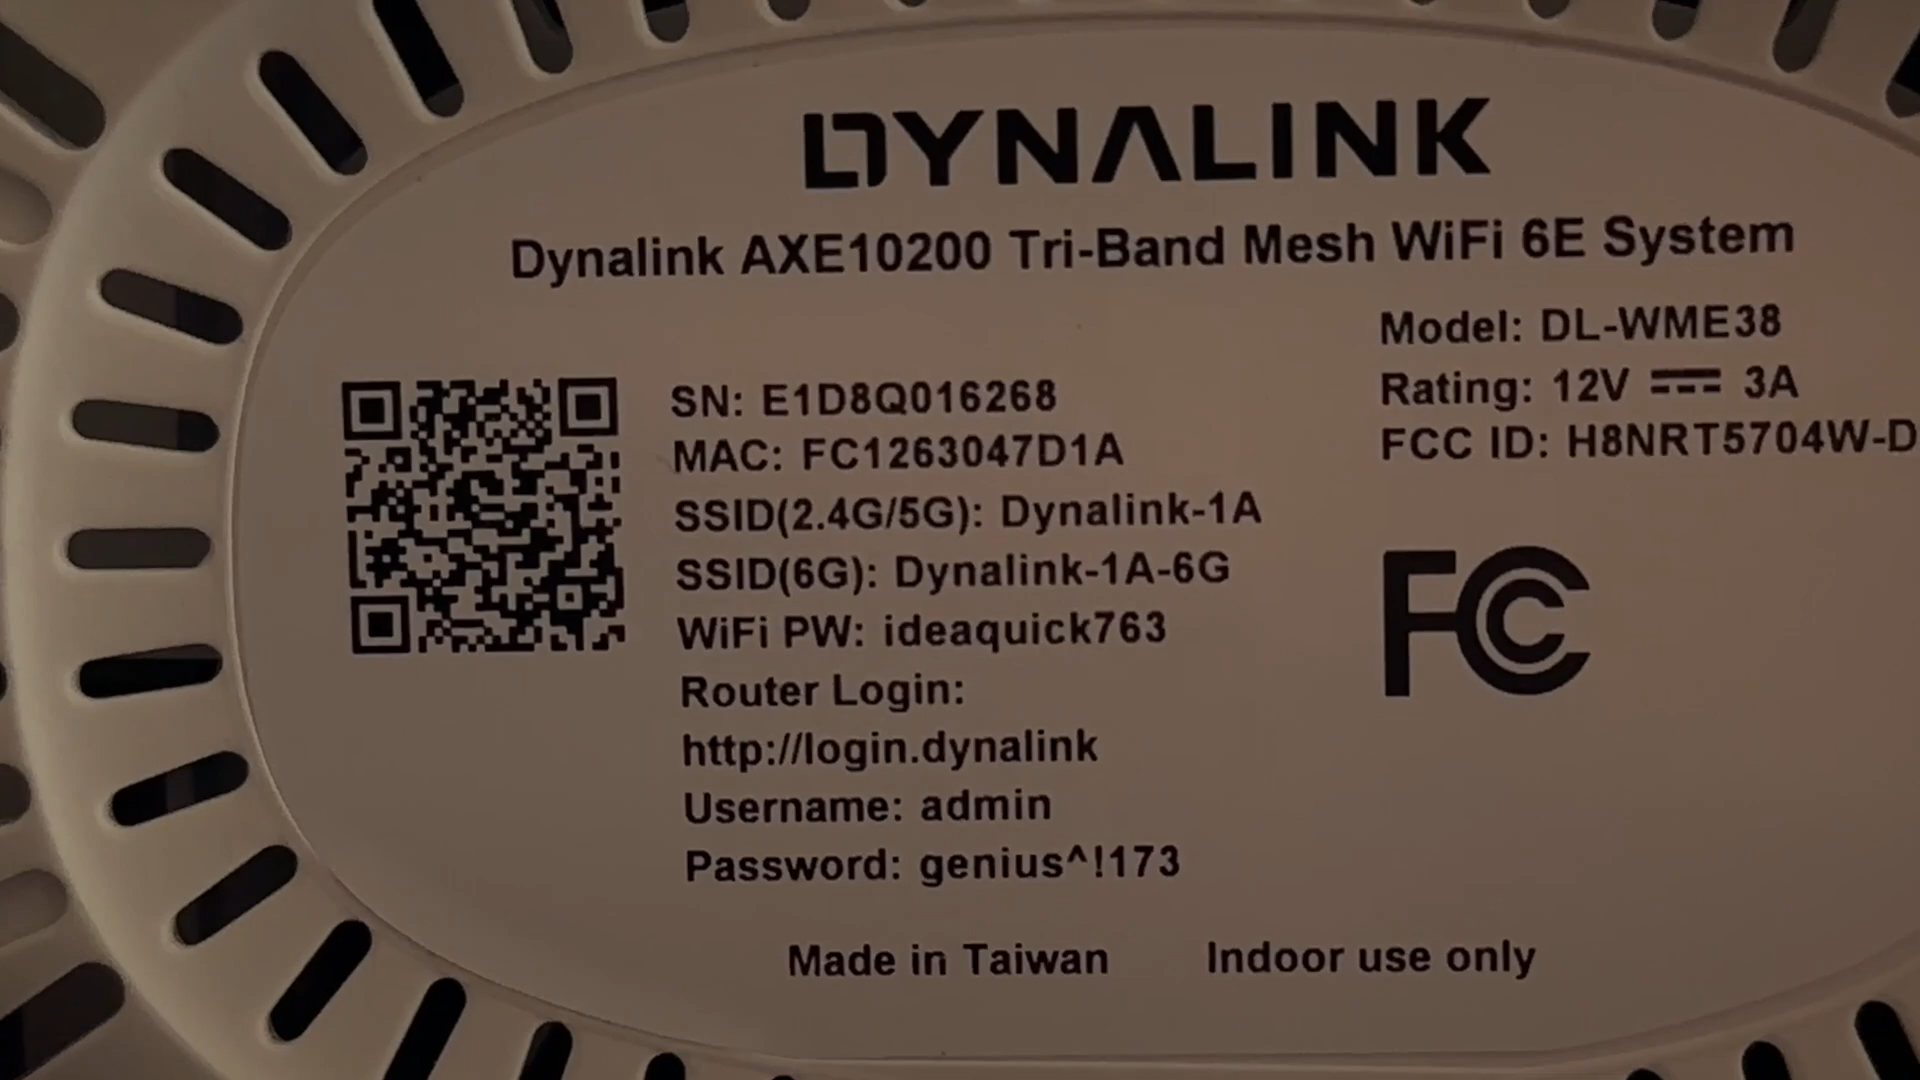 DYNALINK
Dynalink AXE10200 Tri-Band Mesh WiFi 6E System
Model: DL-WME38
Rating: 12V 3A
FCC ID: H8NRT5704W-D
SN: E1D8Q016268
MAC: FC1263047D1A
SSID(2.4G/5G): Dynalink-1A
SSID(6G): Dynalink-1A-6G
WiFi PW: ideaquick763
Router Login:
http://login.dynalink
Username: admin
Password: genius^!173
FC
Made in Taiwan
Indoor use only